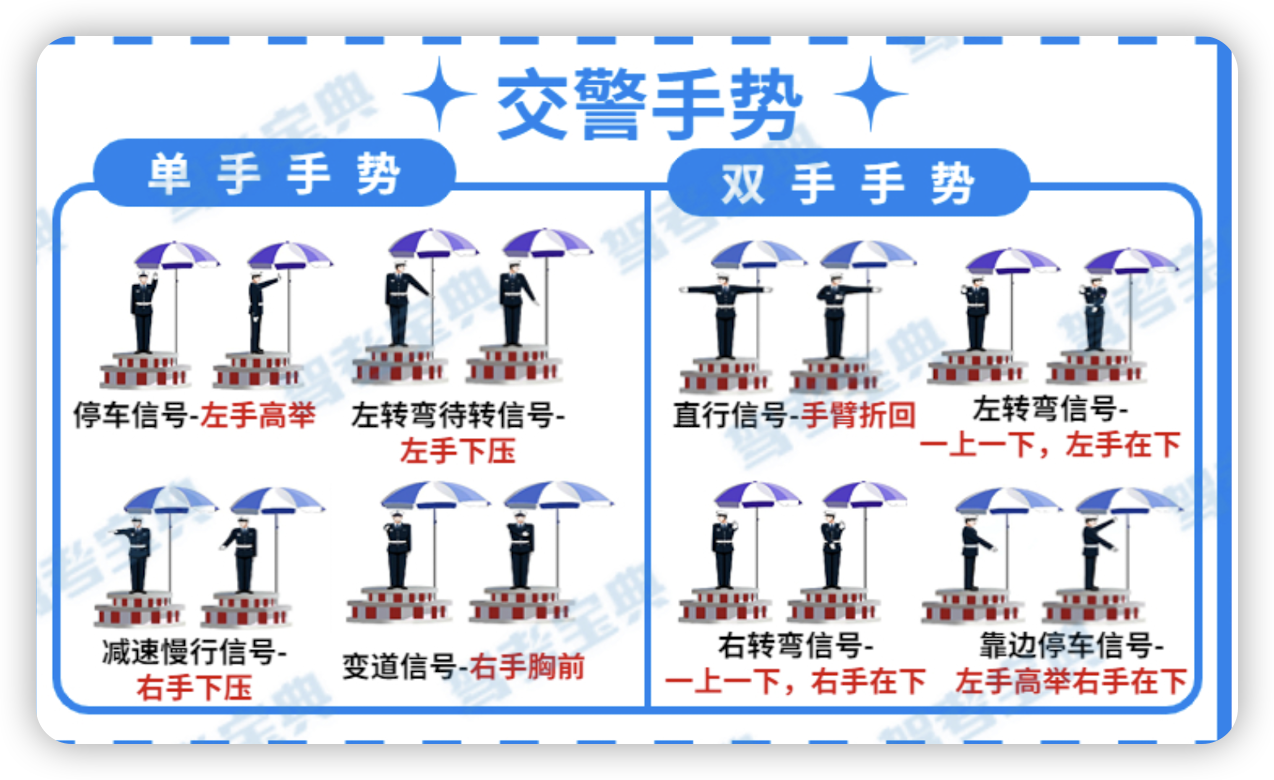 交警手势
单手手势
停车信号-左手高举
左转弯待转信号-
左手下压
减速慢行信号-
右手下压
变道信号-右手胸前
双手手势
直行信号-手臂折回
左转弯信号-
一上一下，左手在下
右转弯信号-
一上一下，右手在下
靠边停车信号-
左手高举右手在下
驾考宝典